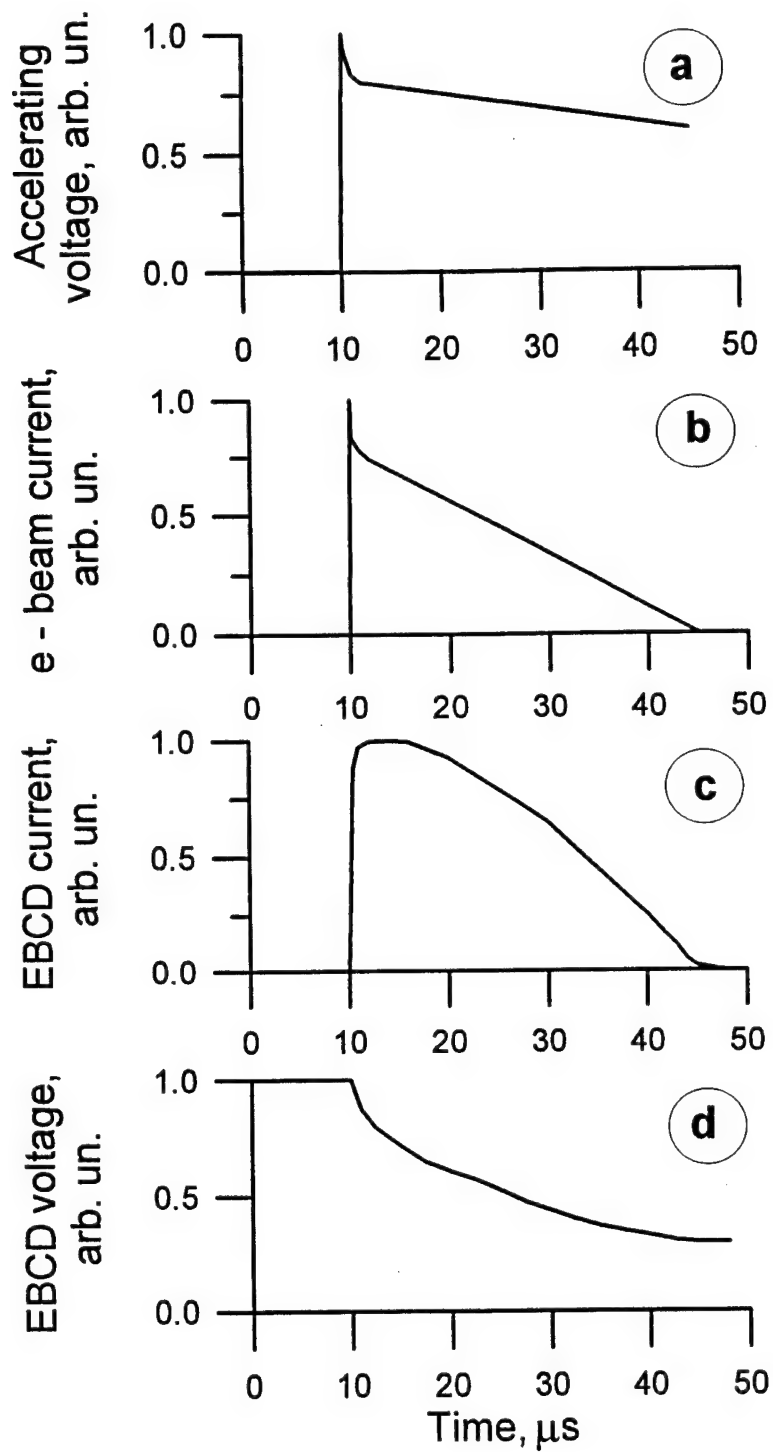 Accelerating
voltage, arb. un.
1.0
0.5
0.0
a
0 10 20 30 40 50
e - beam current,
arb. un.
1.0
0.5
0.0
b
0 10 20 30 40 50
EBCD current,
arb. un.
1.0
0.5
0.0
c
0 10 20 30 40 50
EBCD voltage,
arb. un.
1.0
0.5
0.0
d
0 10 20 30 40 50
Time, μs